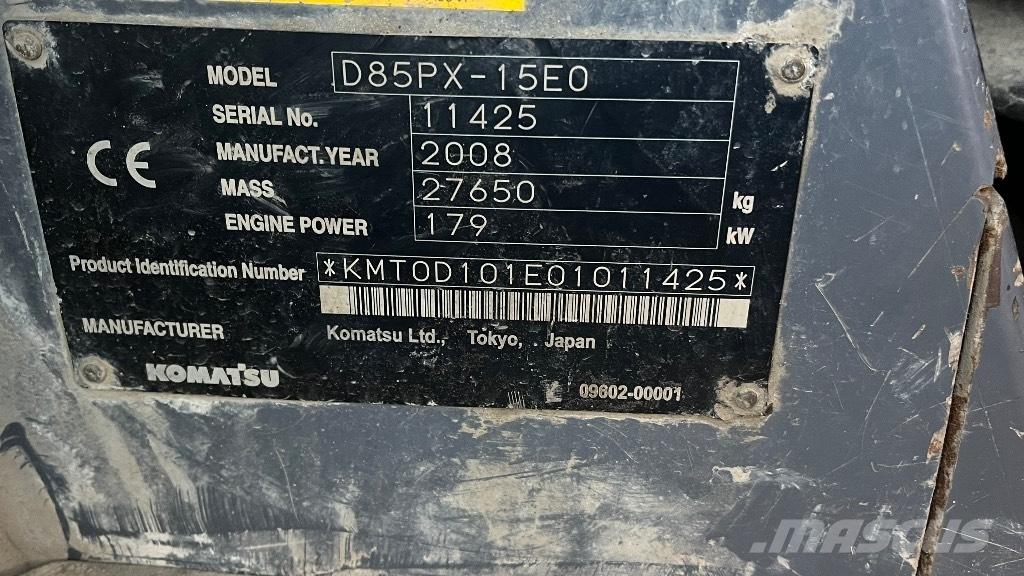 MODEL D85PX-15E0
SERIAL No. 11425
MANUFACT.YEAR 2008
MASS 27650 kg
ENGINE POWER 179 kW
Product Identification Number *KMT0D101E01011425*
MANUFACTURER Komatsu Ltd., Tokyo, Japan
KOMATSU
09602-00001
CE
MASCUS